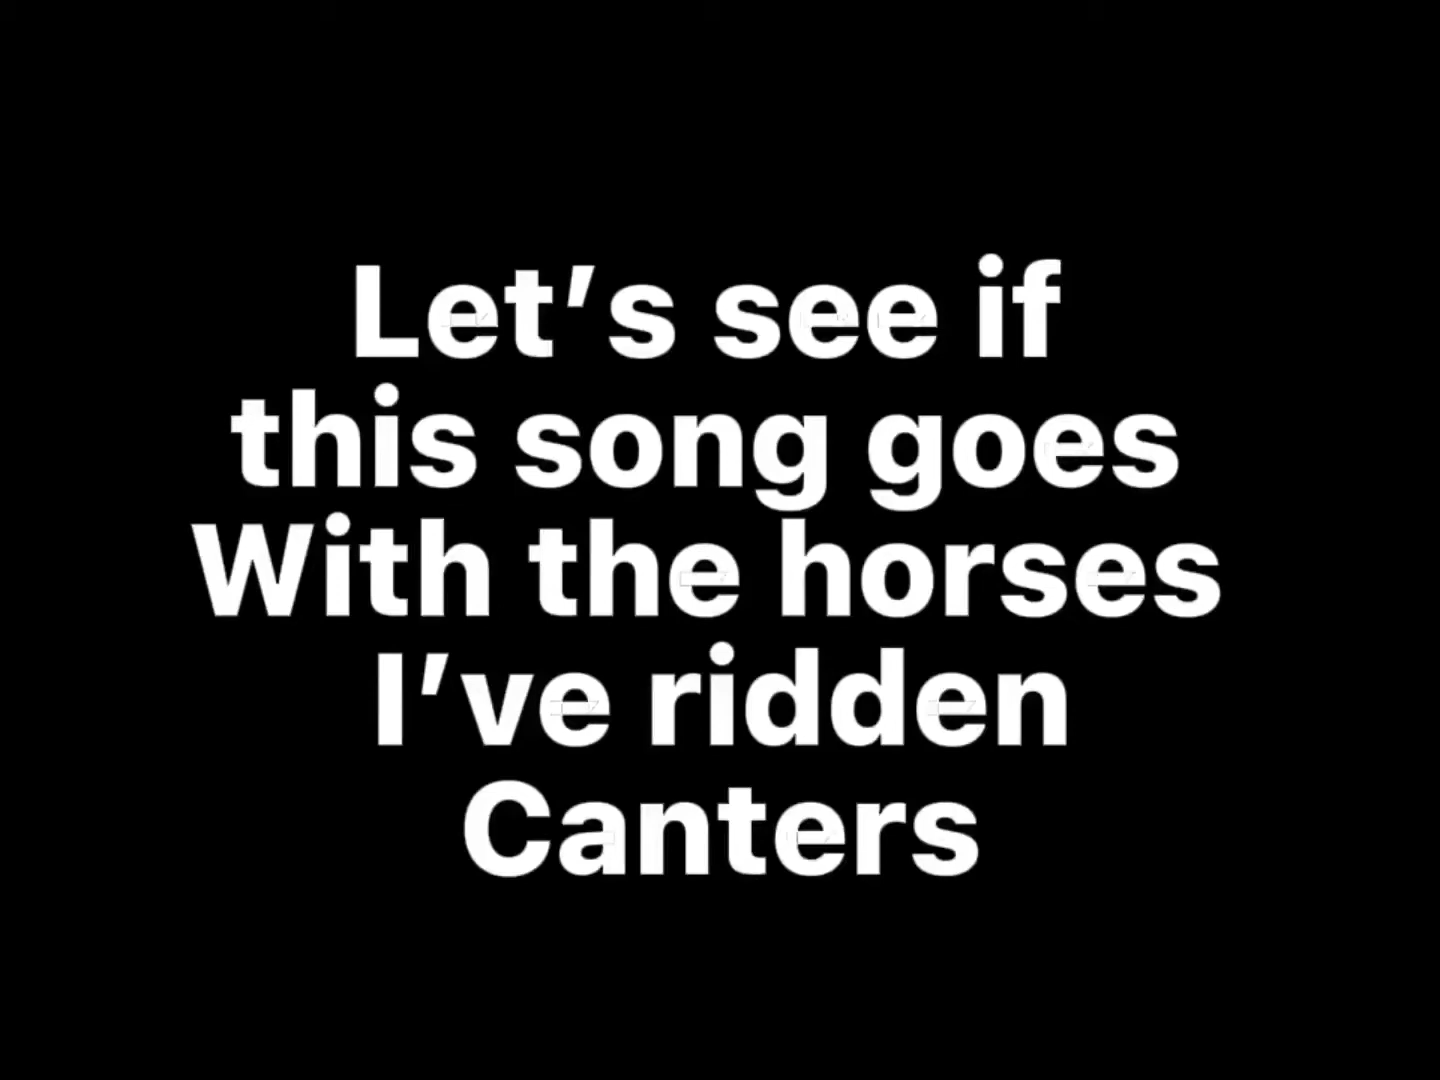 Let’s see if
this song goes
With the horses
I’ve ridden
Canters